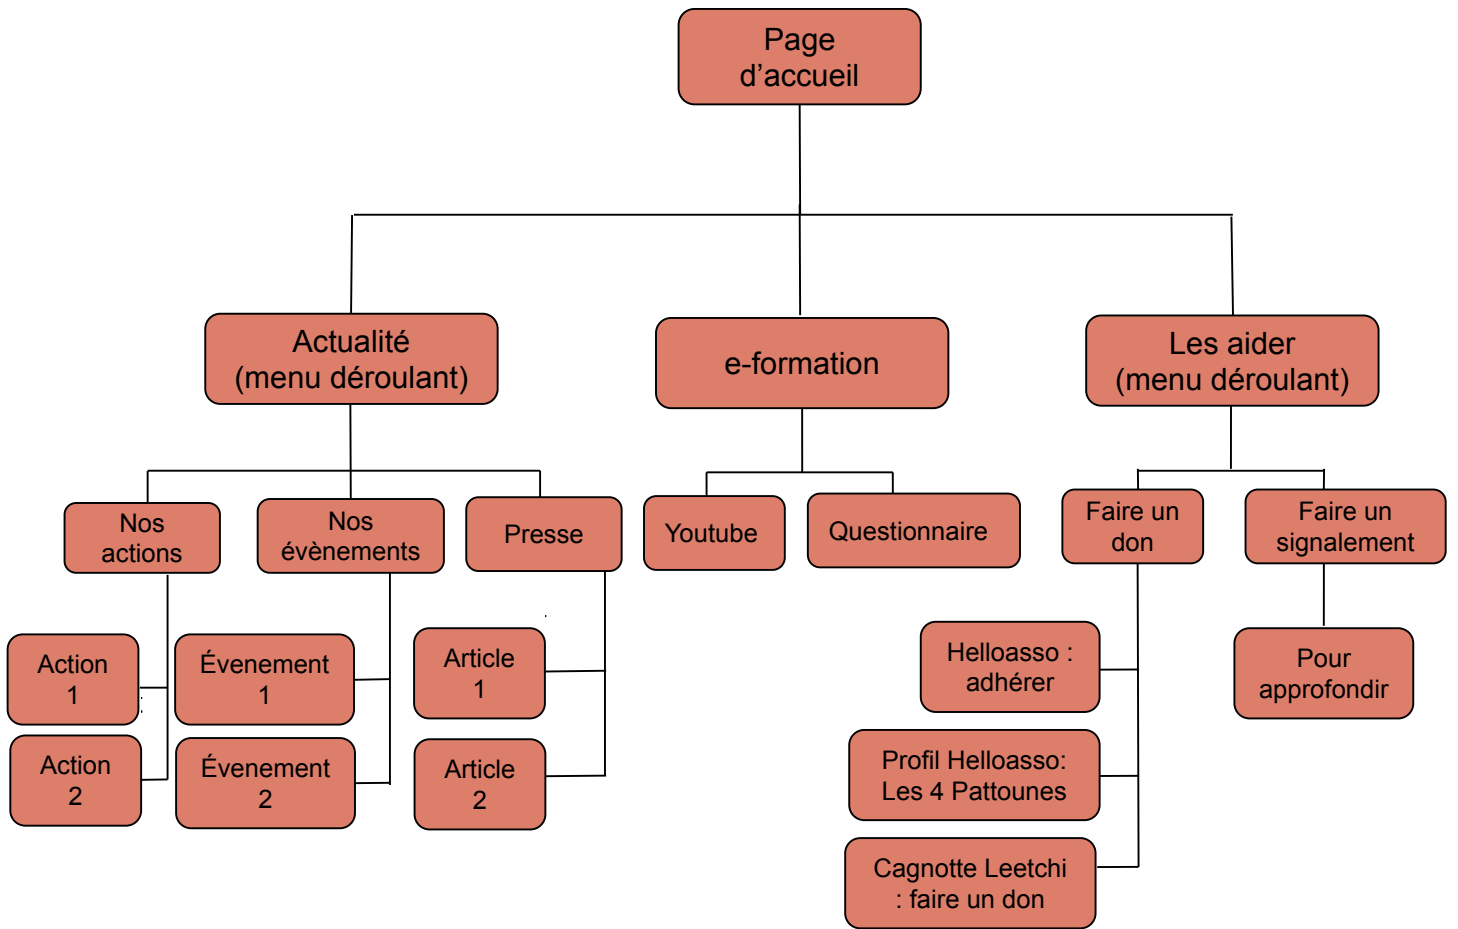 Page
d’accueil
Actualité
(menu déroulant)
e-formation
Les aider
(menu déroulant)
Nos
actions
Nos
évènements
Presse
Youtube
Questionnaire
Faire un
don
Faire un
signalement
Action
1
Évenement
1
Article
1
Helloasso :
adhérer
Pour
approfondir
Action
2
Évenement
2
Article
2
Profil Helloasso:
Les 4 Pattounes
Cagnotte Leetchi
: faire un don